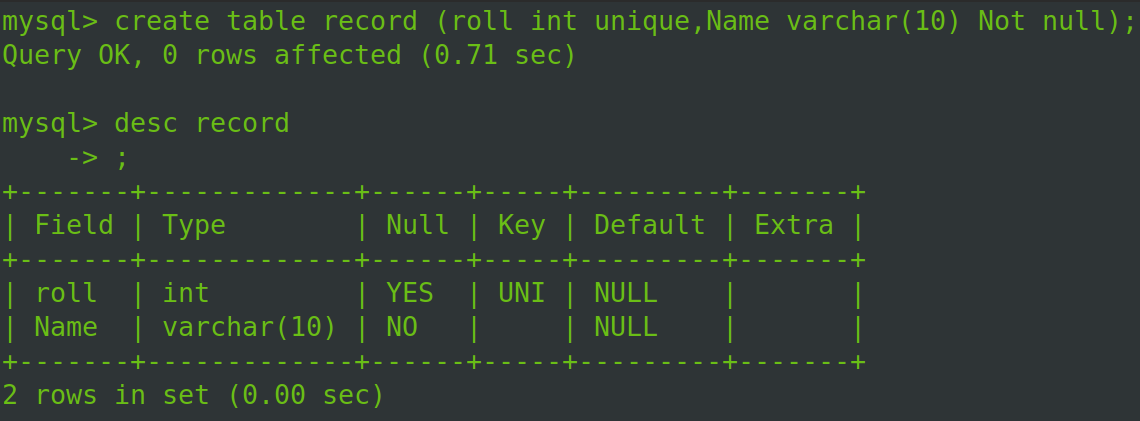 mysql> create table record (roll int unique,Name varchar(10) Not null);
Query OK, 0 rows affected (0.71 sec)
mysql> desc record
    -> ;
+-------+-------------+------+-----+---------+-------+
| Field | Type        | Null | Key | Default | Extra |
+-------+-------------+------+-----+---------+-------+
| roll  | int         | YES  | UNI | NULL    |       |
| Name  | varchar(10) | NO   |     | NULL    |       |
+-------+-------------+------+-----+---------+-------+
2 rows in set (0.00 sec)